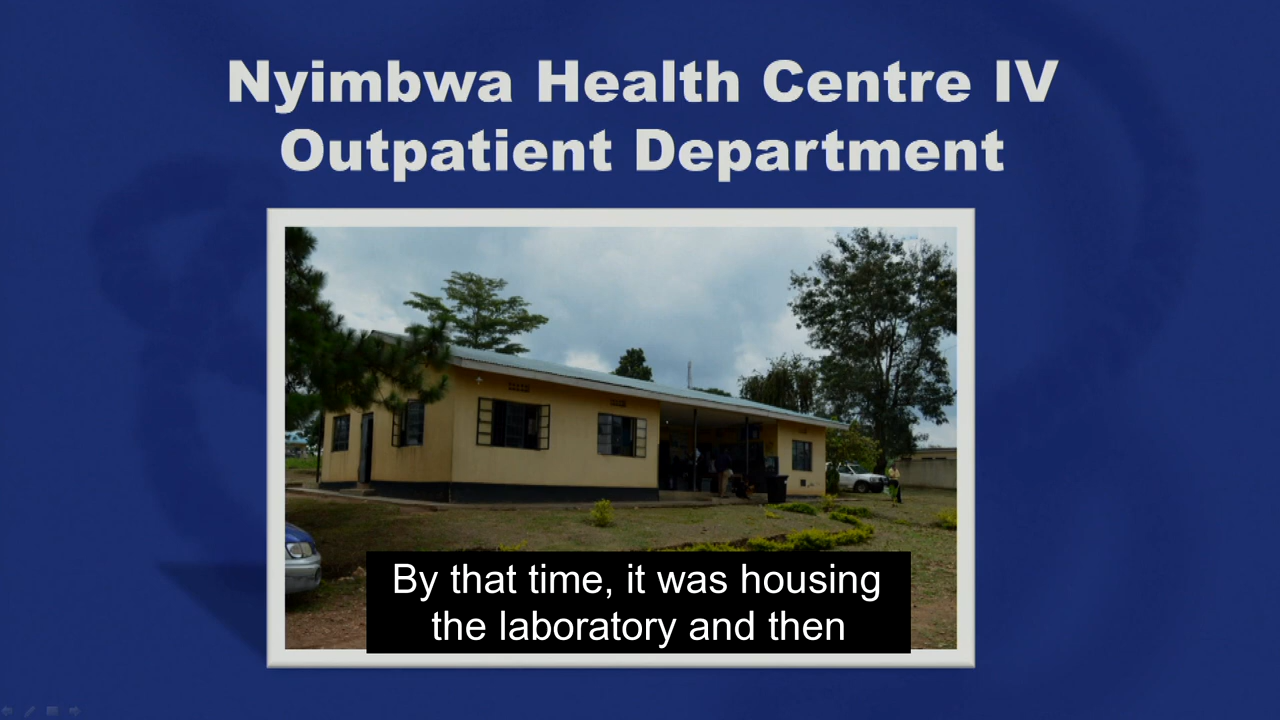 Nyimbwa Health Centre IV
Outpatient Department
By that time, it was housing
the laboratory and then